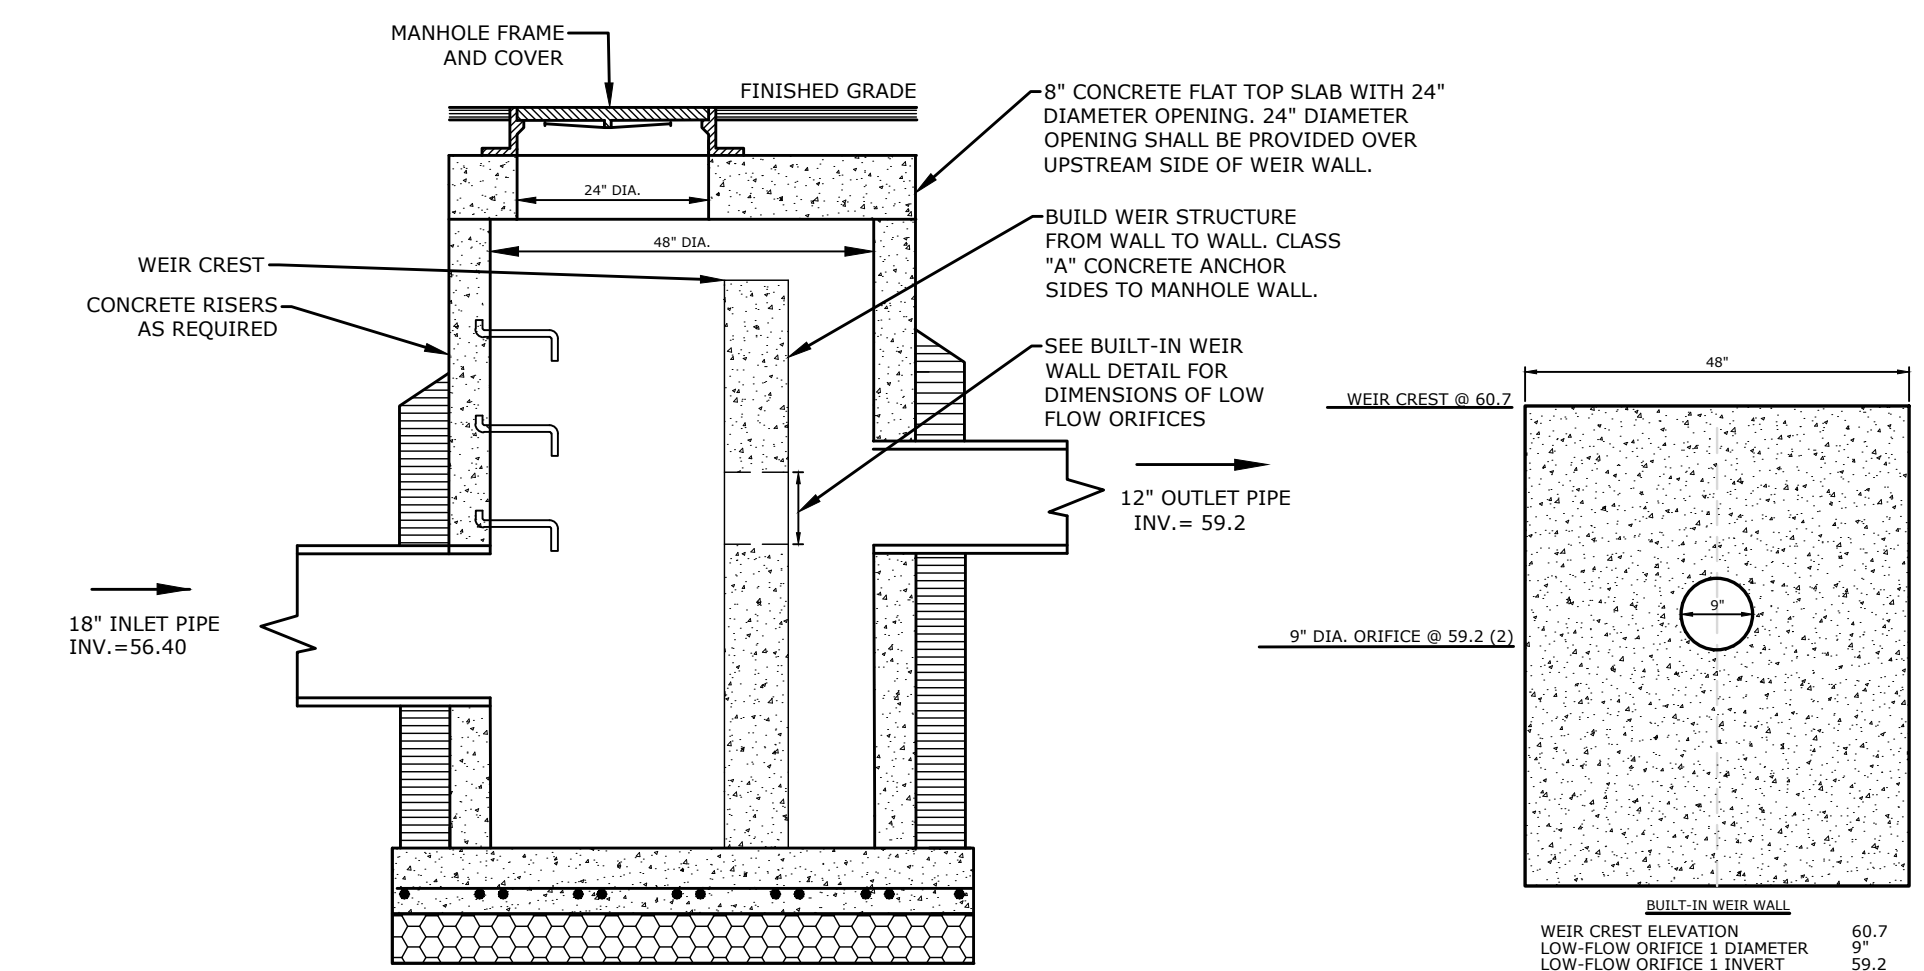 MANHOLE FRAME
AND COVER
FINISHED GRADE
8" CONCRETE FLAT TOP SLAB WITH 24"
DIAMETER OPENING. 24" DIAMETER
OPENING SHALL BE PROVIDED OVER
UPSTREAM SIDE OF WEIR WALL.
24" DIA.
48" DIA.
BUILD WEIR STRUCTURE
FROM WALL TO WALL. CLASS
"A" CONCRETE ANCHOR
SIDES TO MANHOLE WALL.
WEIR CREST
CONCRETE RISERS
AS REQUIRED
SEE BUILT-IN WEIR
WALL DETAIL FOR
DIMENSIONS OF LOW
FLOW ORIFICES
12" OUTLET PIPE
INV.= 59.2
18" INLET PIPE
INV.=56.40
48"
WEIR CREST @ 60.7
9"
9" DIA. ORIFICE @ 59.2 (2)
BUILT-IN WEIR WALL
WEIR CREST ELEVATION 60.7
LOW-FLOW ORIFICE 1 DIAMETER 9"
LOW-FLOW ORIFICE 1 INVERT 59.2